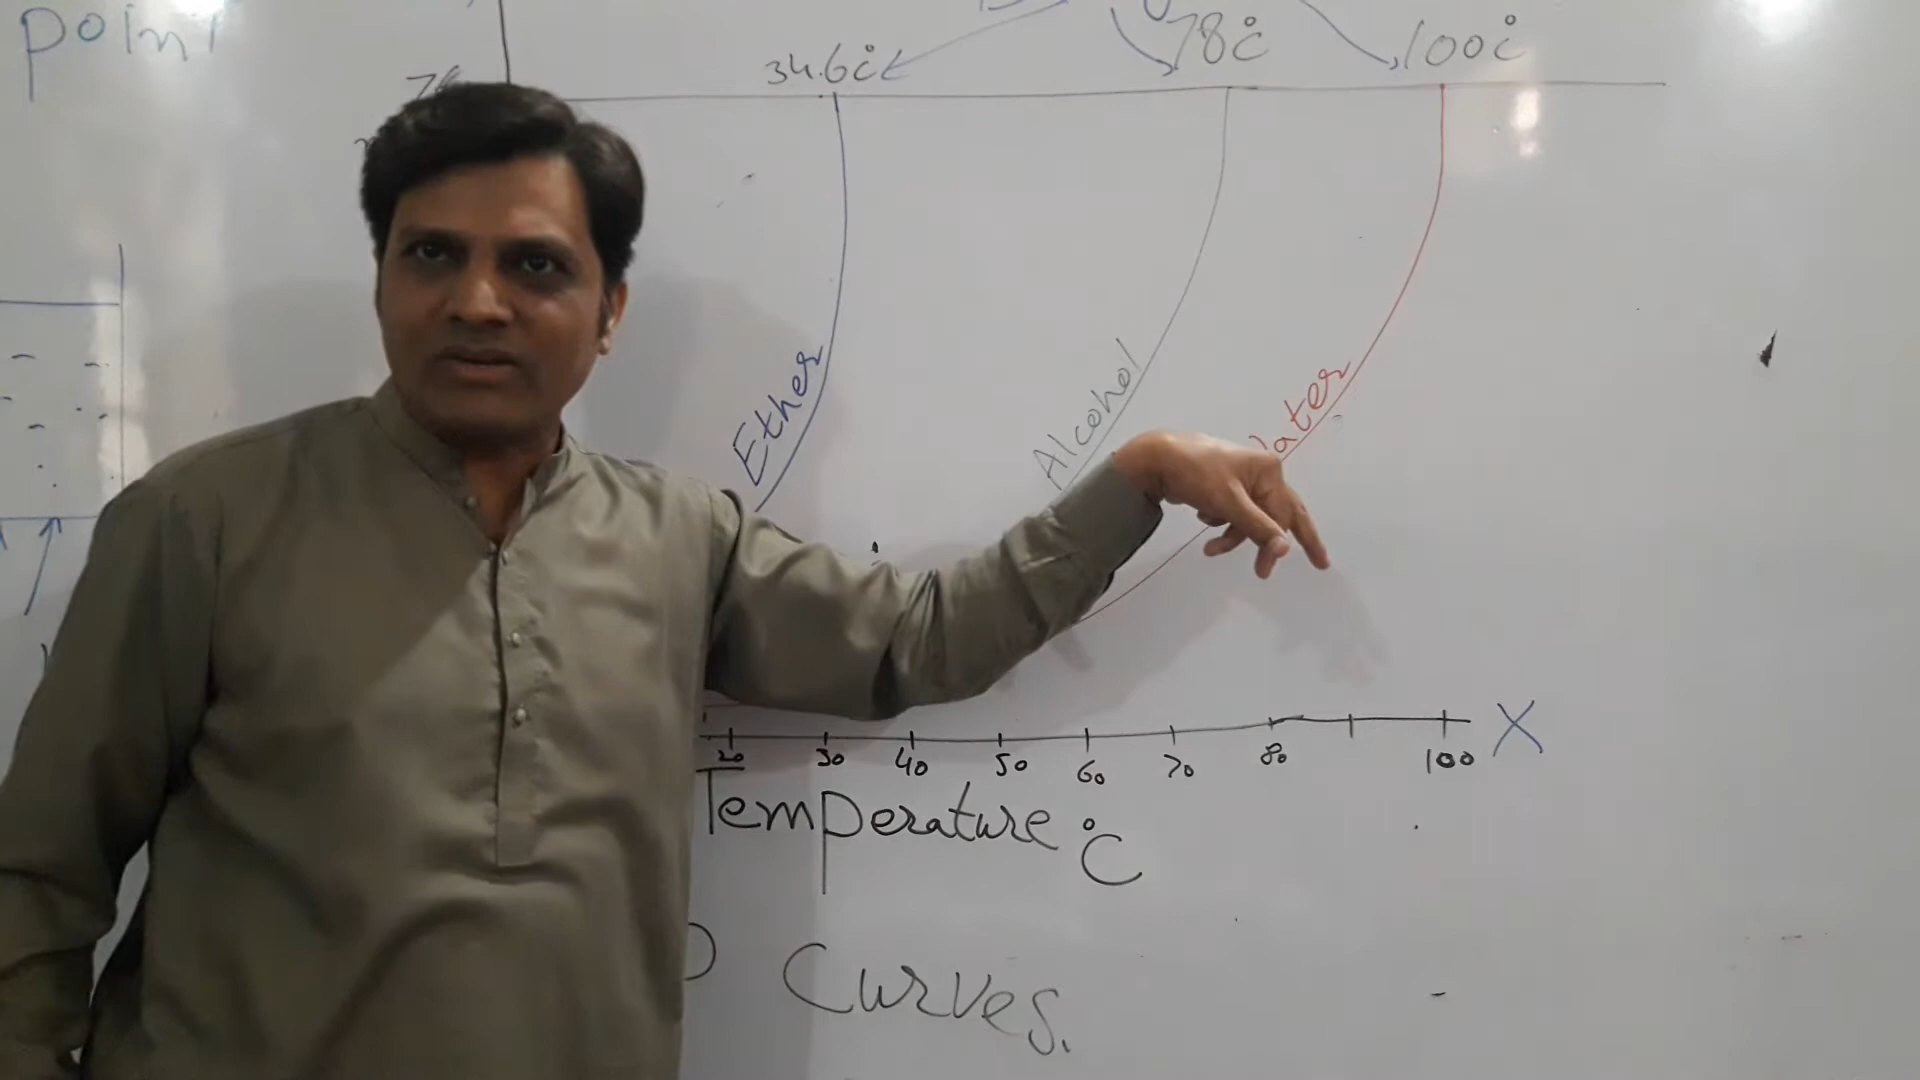 point
34.6°C
78°C
100°C
Ether
Alcohol
ater
20 30 40 50 60 70 80 100 X
Temperature °C
Curves.